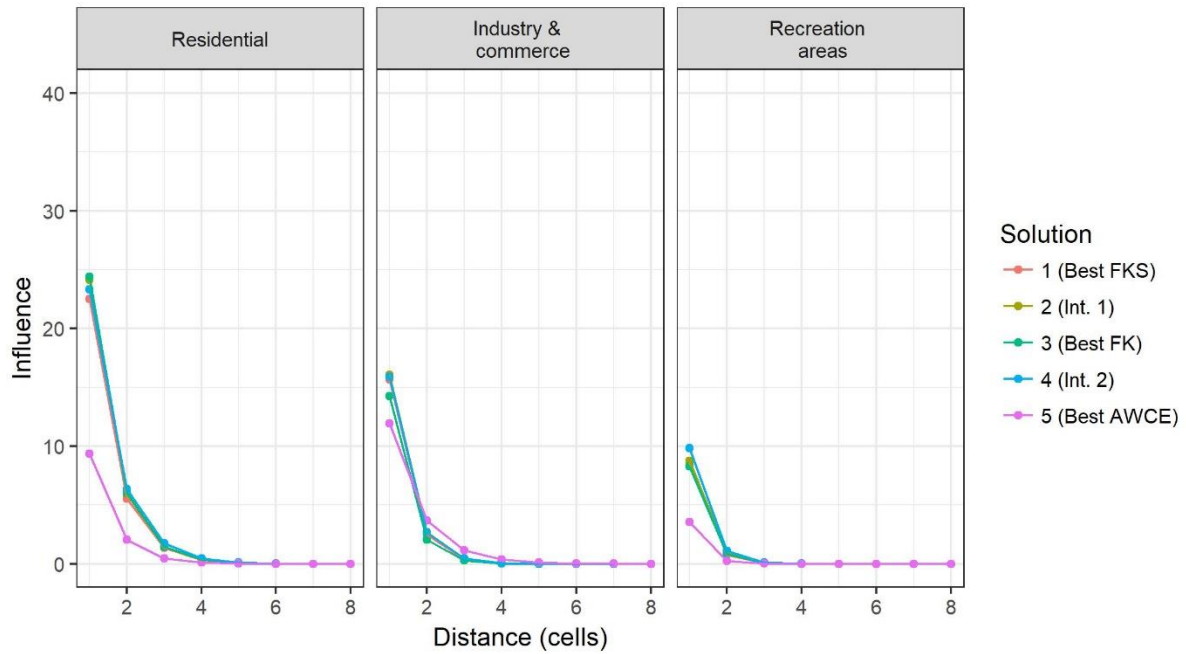 Residential
Industry &
commerce
Recreation
areas
40
30
20
10
0
Influence
2 4 6 8
2 4 6 8
2 4 6 8
Distance (cells)
Solution
1 (Best FKS)
2 (Int. 1)
3 (Best FK)
4 (Int. 2)
5 (Best AWCE)